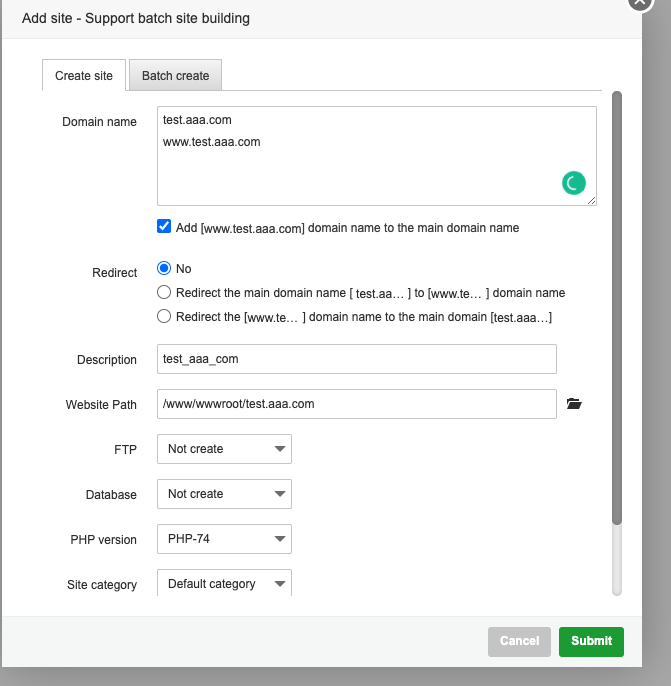 Add site - Support batch site building
Create site
Batch create
Domain name
test.aaa.com
www.test.aaa.com
Add [www.test.aaa.com] domain name to the main domain name
Redirect
No
Redirect the main domain name [ test.aa... ] to [www.te... ] domain name
Redirect the [www.te... ] domain name to the main domain [test.aaa...]
Description
test_aaa_com
Website Path
/www/wwwroot/test.aaa.com
FTP
Not create
Database
Not create
PHP version
PHP-74
Site category
Default category
Cancel
Submit